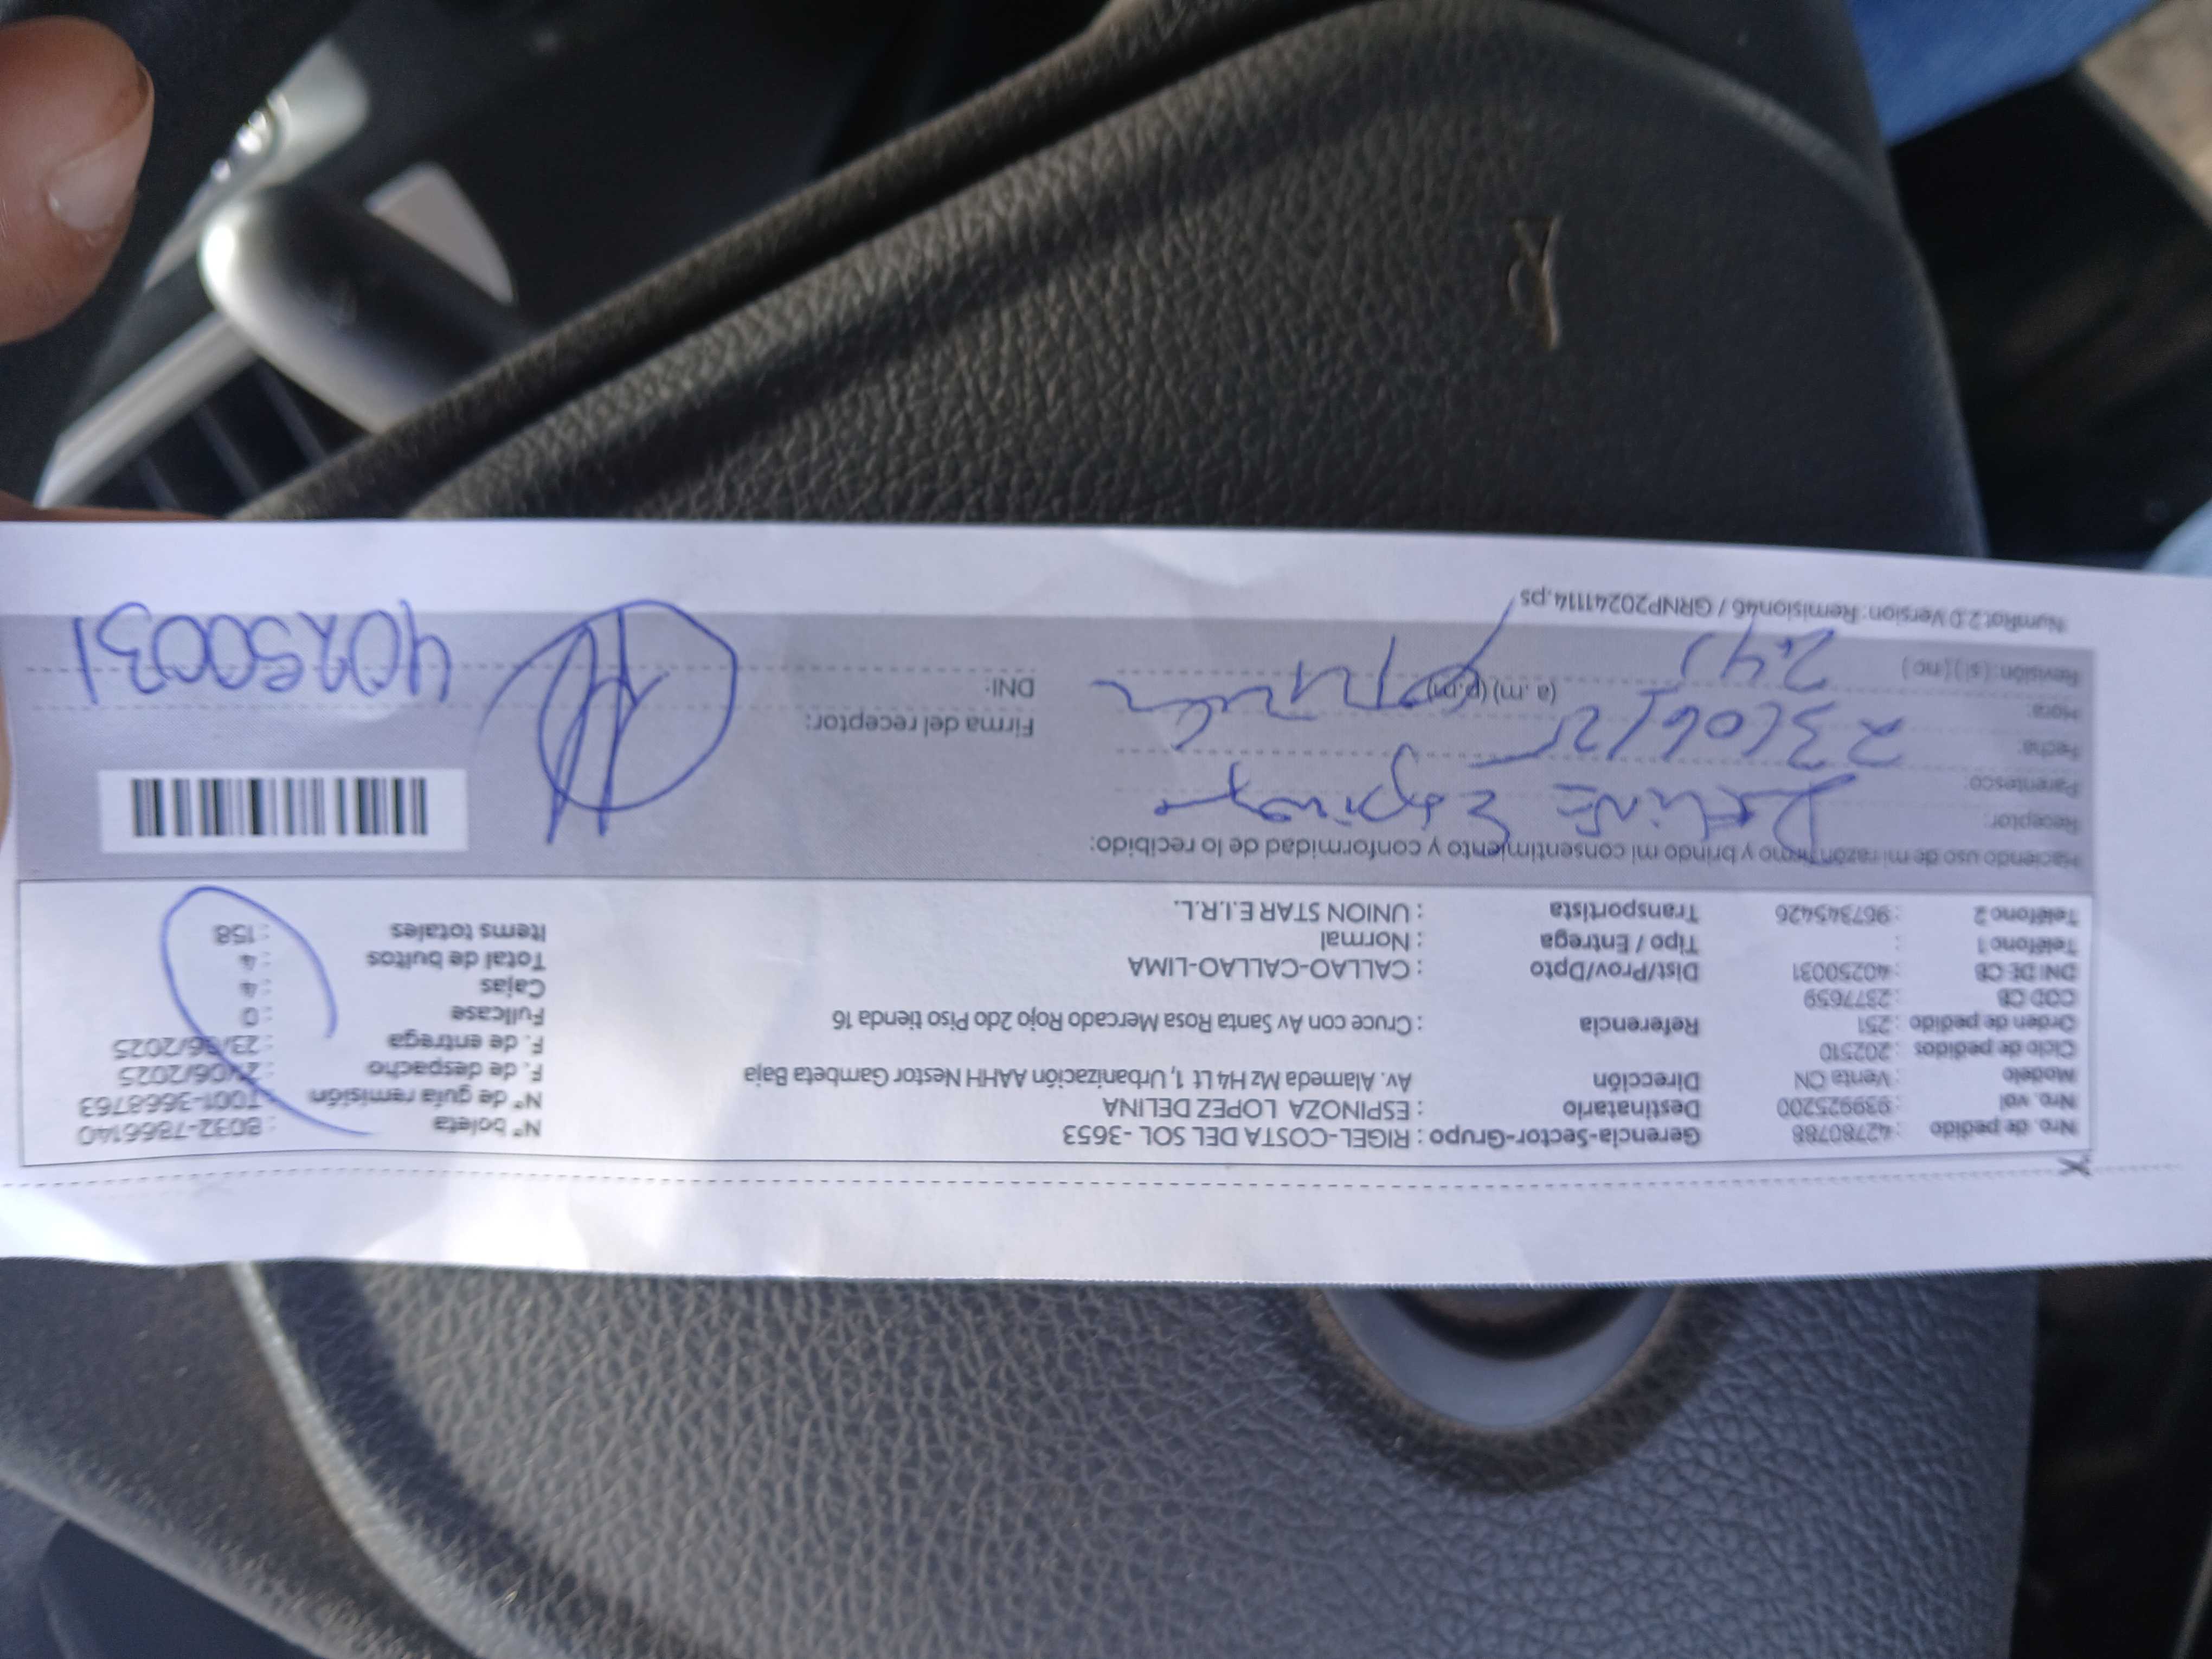 Nro. de pedido : 42780788 Gerencia-Sector-Grupo : RIGEL-COSTA DEL SOL -3653 N° boleta : B032-7866140
Nro. vol : 939925200 Destinatario : ESPINOZA LOPEZ DELINA N° de guía remisión : T001-3668763
Modelo : Venta CN Dirección Av. Alameda Mz H4 Lt 1, Urbanización AAHH Nestor Gambeta Baja F. de despacho : 21/06/2025
Ciclo de pedidos : 202510 F. de entrega : 23/06/2025
Orden de pedido : 251 Referencia : Cruce con Av Santa Rosa Mercado Rojo 2do Piso tienda 16 Fullcase : 0
COD CB : 2377659 Cajas : 4
DNI DE CB : 40250031 Dist/Prov/Dpto : CALLAO-CALLAO-LIMA Total de bultos : 4
Teléfono 1 : Tipo / Entrega : Normal Items totales : 158
Teléfono 2 : 967345426 Transportista : UNION STAR E.I.R.L.
Haciendo uso de mi razón firmo y brindo mi consentimiento y conformidad de lo recibido:
Receptor: Espinoza
Parentesco:
Fecha: 23/06/25 Firma del receptor:
Hora: (a.m) (p.m) DNI: 40250031
Revisión: ( si ) ( no )
NumRot 2.0 Version: Remision46 / GRNP20241114.ps